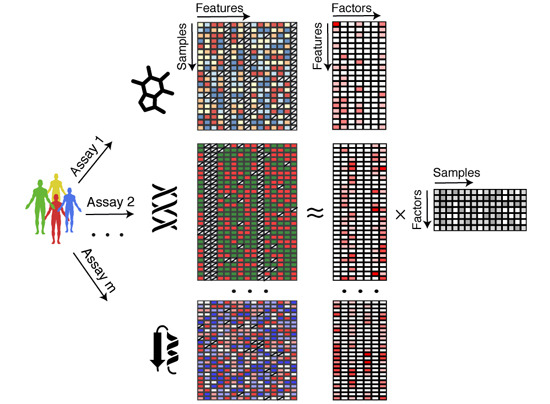 Features
Factors
Samples
Features
Assay 1
Assay 2
Assay m
≈
×
Samples
Factors